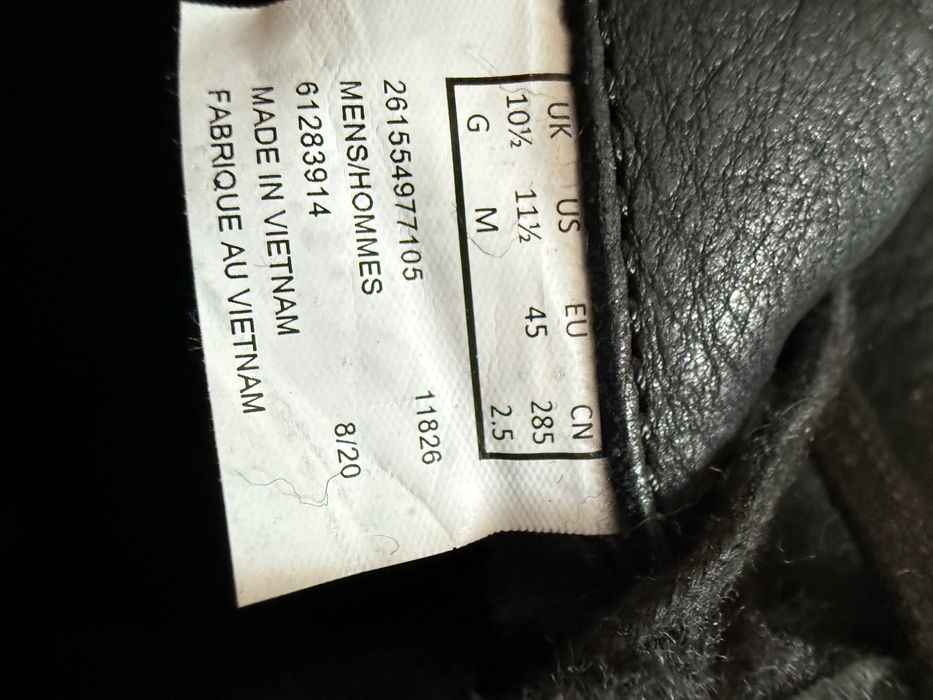 UK US EU CN
10½ 11½ 45 285
G M 2.5
11826
261554977105
MENS/HOMMES 8/20
61283914
MADE IN VIETNAM
FABRIQUE AU VIETNAM